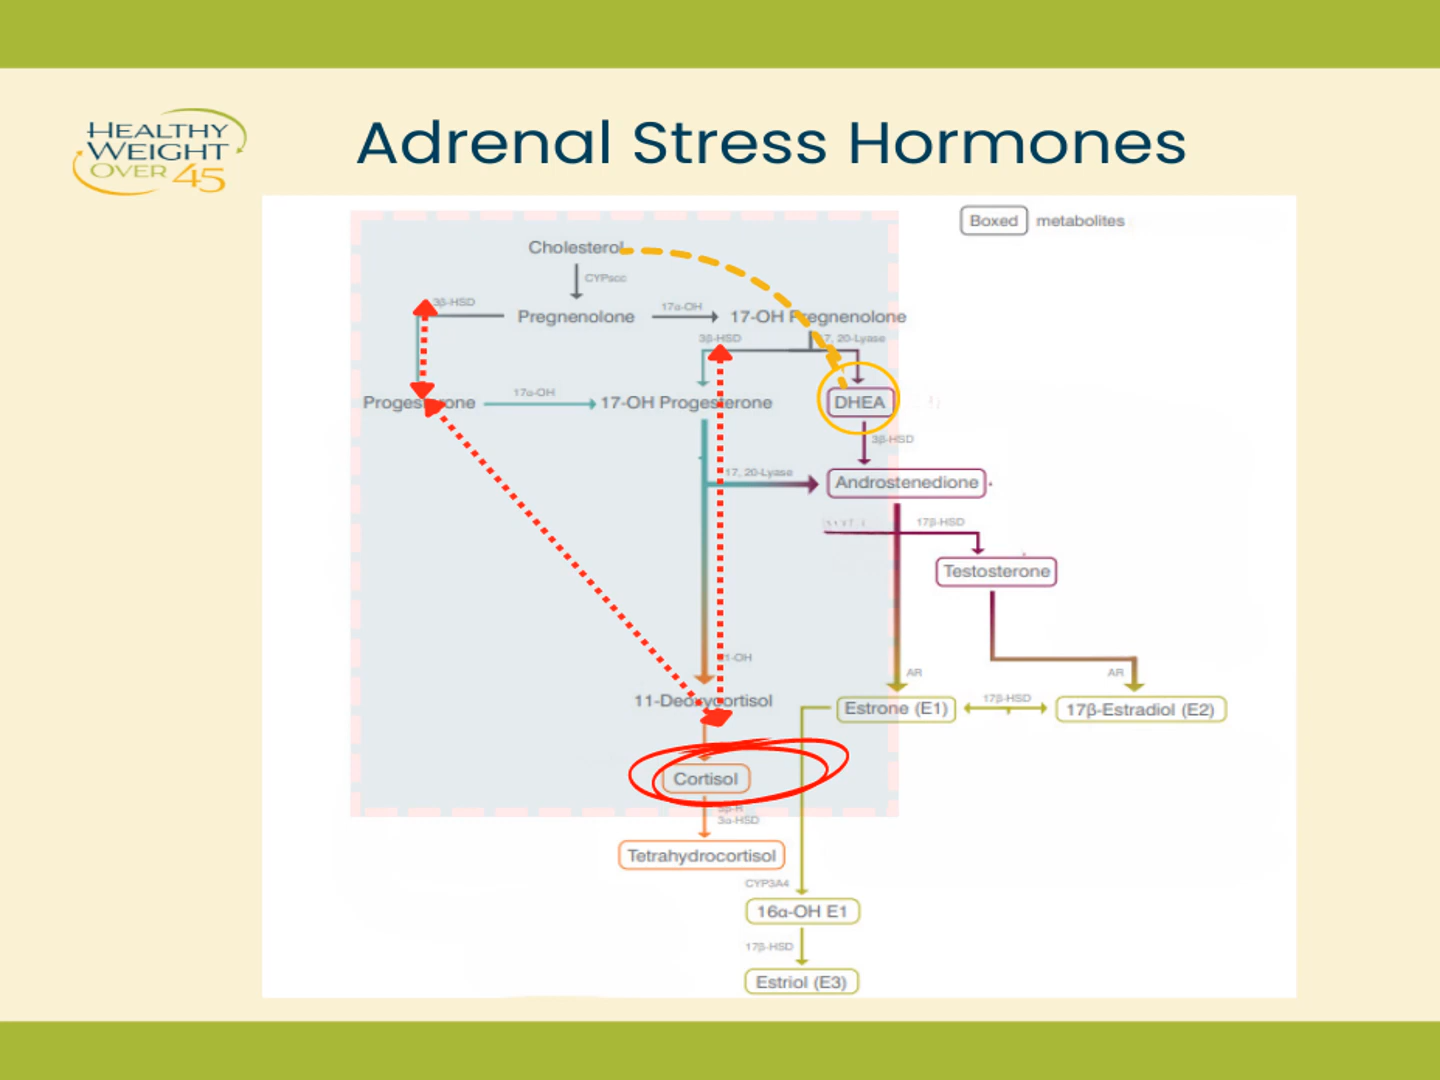 HEALTHY
WEIGHT
OVER 45
Adrenal Stress Hormones
Boxed metabolites
Cholesterol
CYPscc
3β-HSD
17α-OH
Pregnenolone
17-OH Pregnenolone
3β-HSD
17, 20-Lyase
17α-OH
Progesterone
17-OH Progesterone
DHEA
3β-HSD
17, 20-Lyase
Androstenedione
17β-HSD
Testosterone
AR
AR
11-Deoxycortisol
Estrone (E1)
17β-HSD
17β-Estradiol (E2)
Cortisol
3α-HSD
Tetrahydrocortisol
CYP3A4
16α-OH E1
17β-HSD
Estriol (E3)